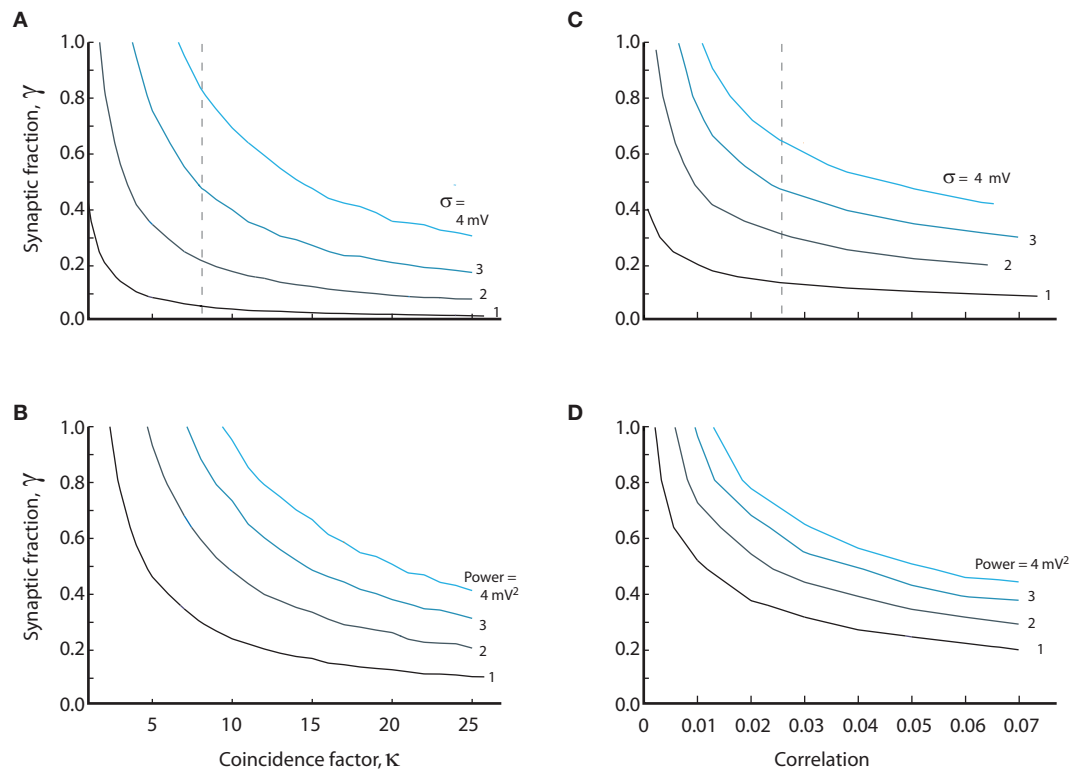 A
1.0
0.8
0.6
0.4
0.2
0.0
Synaptic fraction, γ
σ =
4 mV
3
2
1
C
1.0
0.8
0.6
0.4
0.2
0.0
Synaptic fraction, γ
σ = 4 mV
3
2
1
B
1.0
0.8
0.6
0.4
0.2
0.0
Synaptic fraction, γ
Power =
4 mV²
3
2
1
5 10 15 20 25
Coincidence factor, κ
D
1.0
0.8
0.6
0.4
0.2
0.0
Synaptic fraction, γ
Power = 4 mV²
3
2
1
0 0.01 0.02 0.03 0.04 0.05 0.06 0.07
Correlation